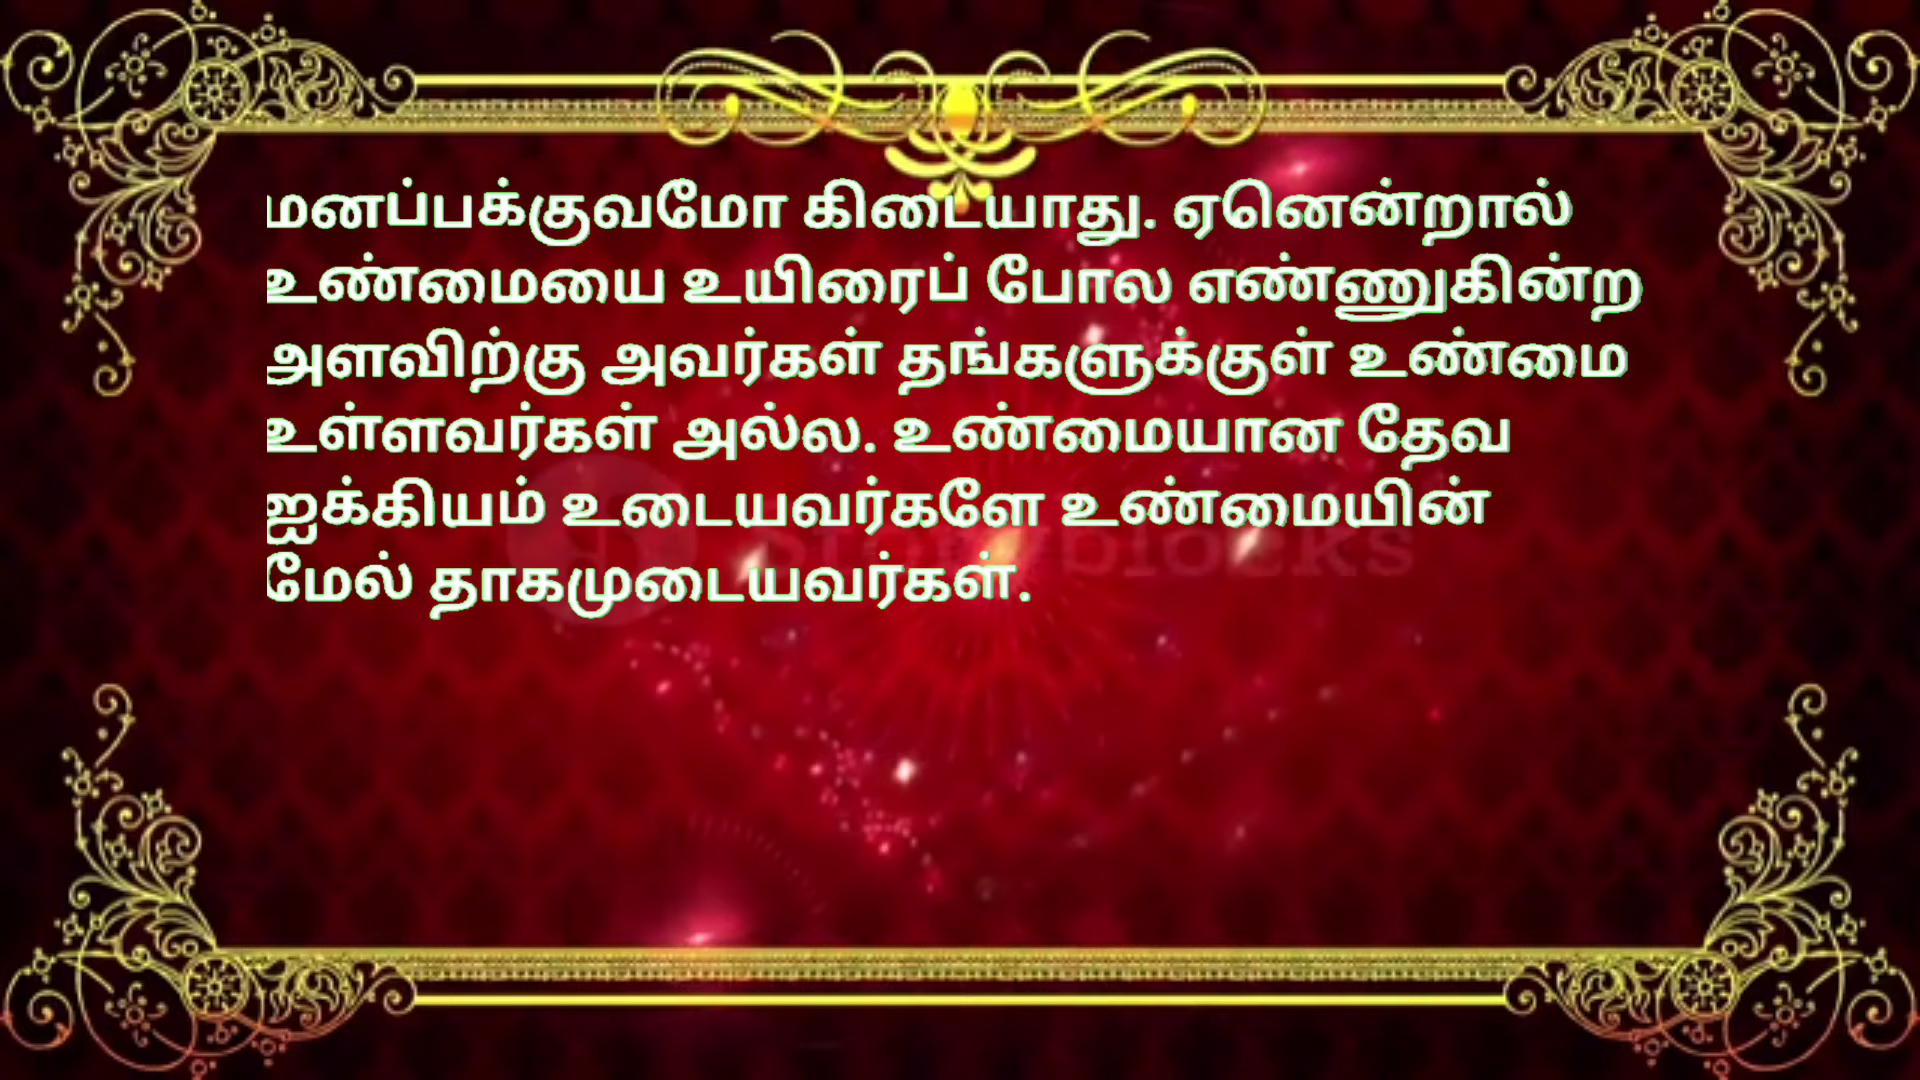 மனப்பக்குவமோ கிடையாது. ஏனென்றால்
உண்மையை உயிரைப் போல எண்ணுகின்ற
அளவிற்கு அவர்கள் தங்களுக்குள் உண்மை
உள்ளவர்கள் அல்ல. உண்மையான தேவ
ஐக்கியம் உடையவர்களே உண்மையின்
Storyblocks
மேல் தாகமுடையவர்கள்.